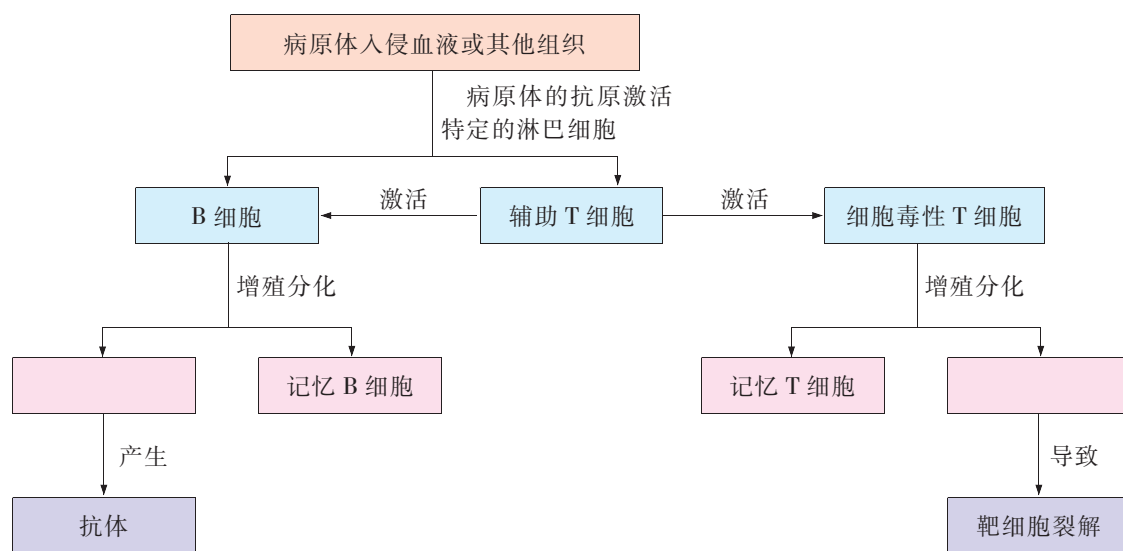 病原体入侵血液或其他组织
病原体的抗原激活
特定的淋巴细胞
B 细胞
激活
辅助 T 细胞
激活
细胞毒性 T 细胞
增殖分化
增殖分化
记忆 B 细胞
记忆 T 细胞
产生
导致
抗体
靶细胞裂解